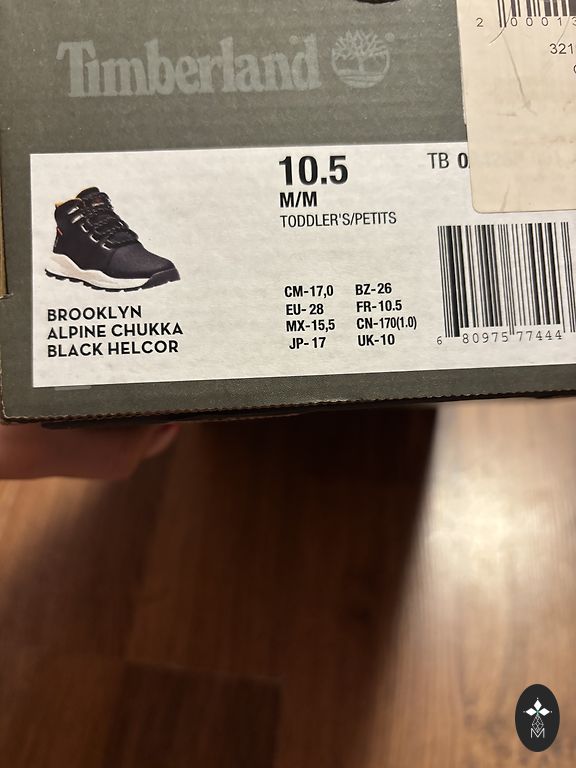 2 00013
321
Timberland
10.5
M/M
TODDLER'S/PETITS
TB 0
CM-17,0 BZ-26
EU-28 FR-10.5
MX-15,5 CN-170(1.0)
JP-17 UK-10
BROOKLYN
ALPINE CHUKKA
BLACK HELCOR
6 80975 77444